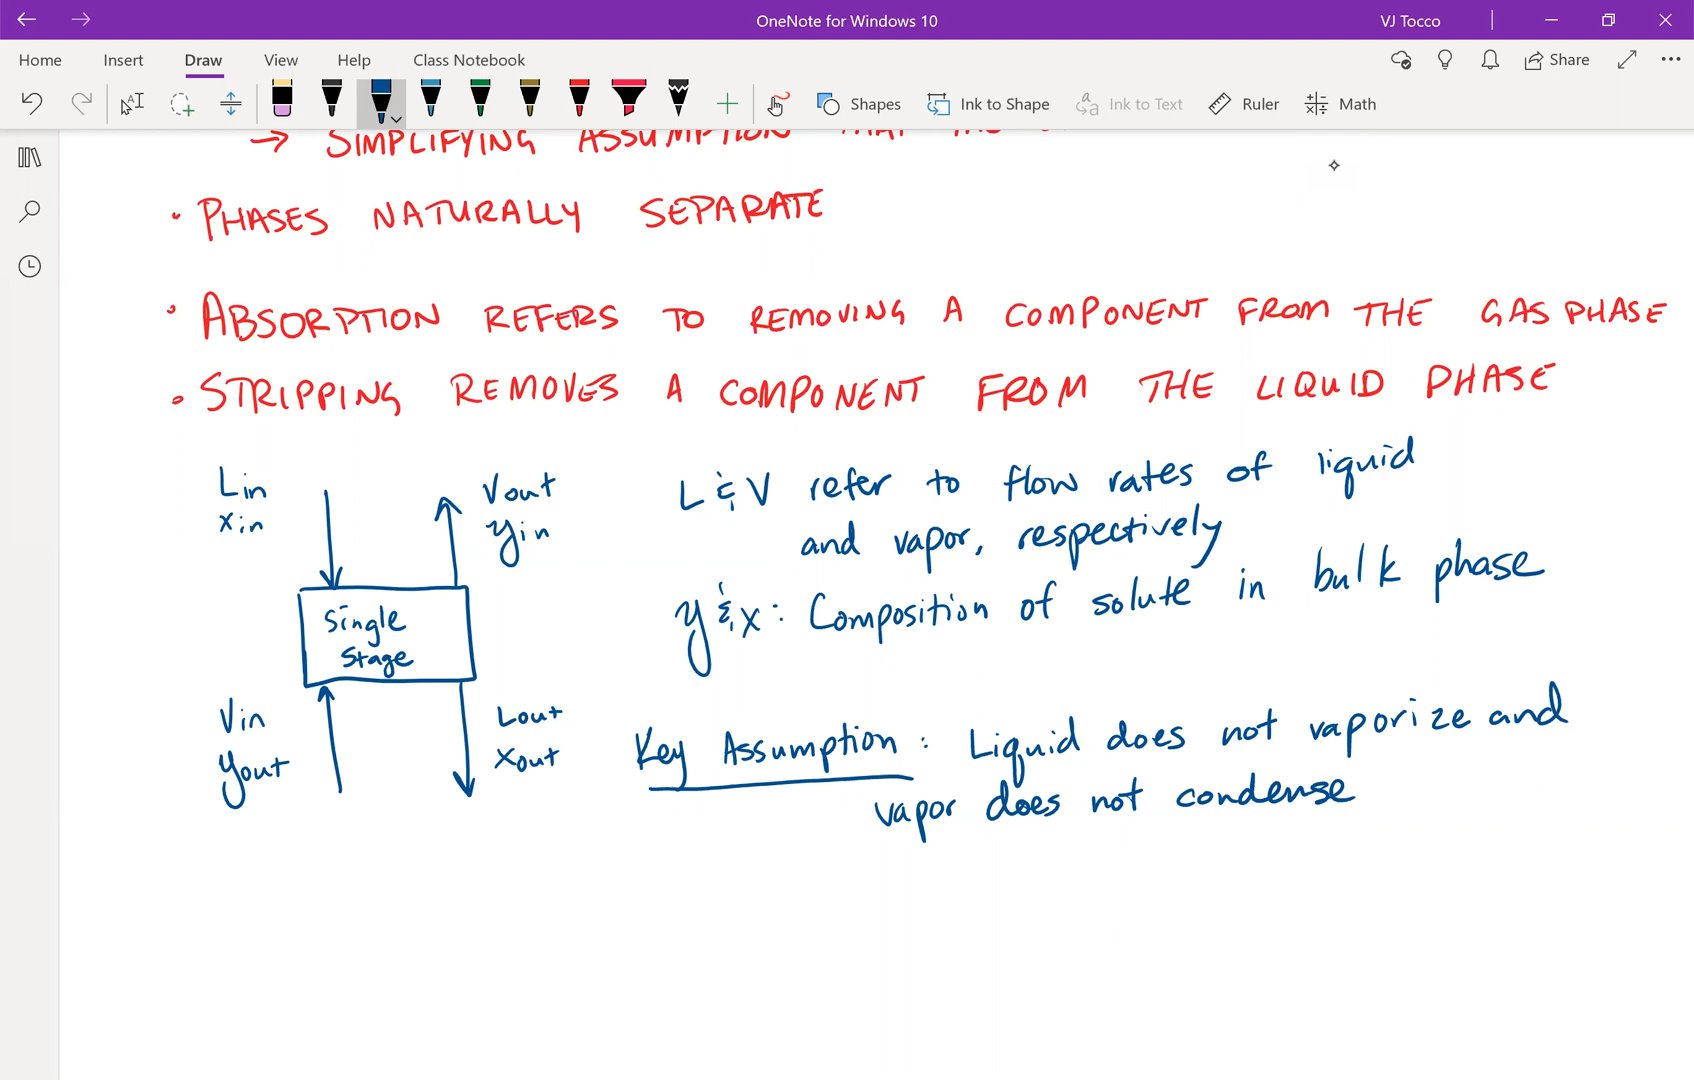 OneNote for Windows 10
VJ Tocco
Home Insert Draw View Help Class Notebook
Share
Shapes Ink to Shape Ink to Text Ruler Math
→ SIMPLIFYING ASSUMPTION THAT
• PHASES NATURALLY SEPARATE
• ABSORPTION REFERS TO REMOVING A COMPONENT FROM THE GAS PHASE
• STRIPPING REMOVES A COMPONENT FROM THE LIQUID PHASE
Lin
xin
Vout
yin
Single
Stage
Vin
yout
Lout
xout
L & V refer to flow rates of liquid
and vapor, respectively
y & x: Composition of solute in bulk phase
Key Assumption: Liquid does not vaporize and
vapor does not condense